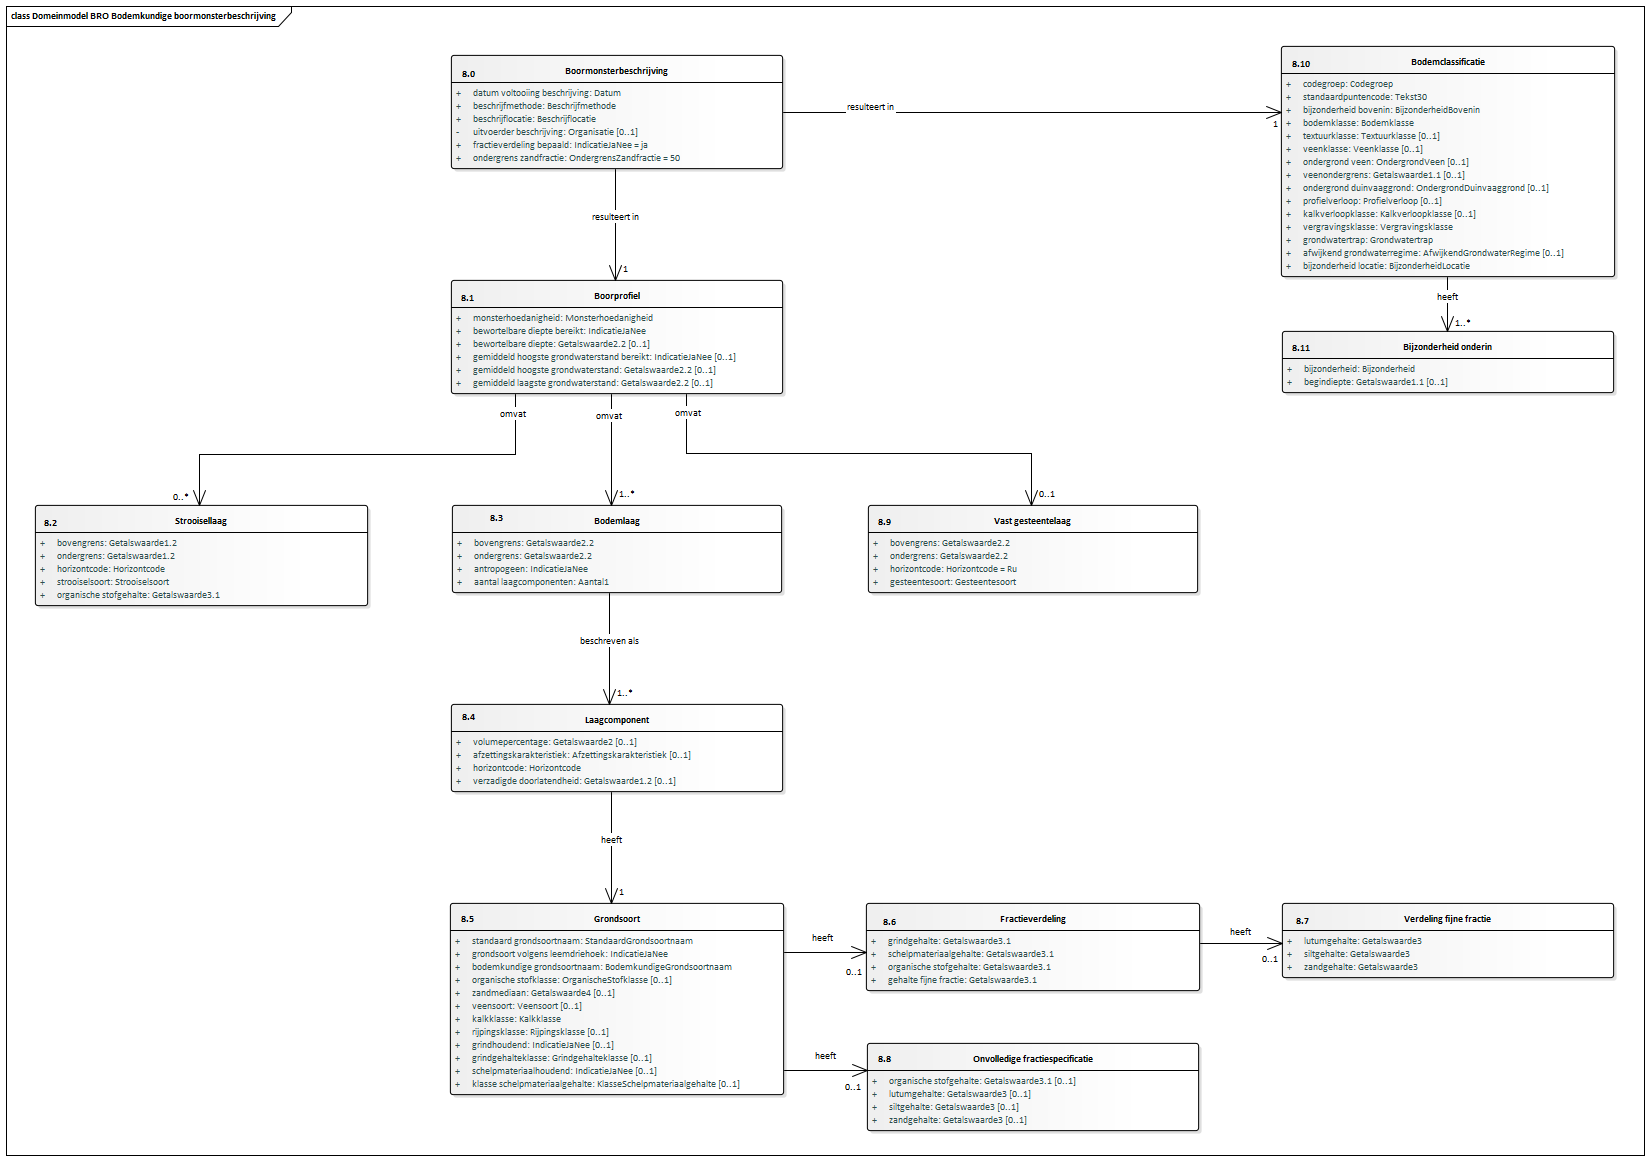 class Domeinmodel BRO Bodemkundige boormonsterbeschrijving
8.0 Boormonsterbeschrijving
+ datum voltooiing beschrijving: Datum
+ beschrijfmethode: Beschrijfmethode
+ beschrijflocatie: Beschrijflocatie
- uitvoerder beschrijving: Organisatie [0..1]
+ fractieverdeling bepaald: IndicatieJaNee = ja
+ ondergrens zandfractie: OndergrensZandfractie = 50
resulteert in
1
8.10 Bodemclassificatie
+ codegroep: Codegroep
+ standaardpuntencode: Tekst30
+ bijzonderheid bovenin: BijzonderheidBovenin
+ bodemklasse: Bodemklasse
+ textuurklasse: Textuurklasse [0..1]
+ veenklasse: Veenklasse [0..1]
+ ondergrond veen: OndergrondVeen [0..1]
+ veenondergrens: Getalswaarde1.1 [0..1]
+ ondergrond duinvaaggrond: OndergrondDuinvaaggrond [0..1]
+ profielverloop: Profielverloop [0..1]
+ kalkverloopklasse: Kalkverloopklasse [0..1]
+ vergravingsklasse: Vergravingsklasse
+ grondwatertrap: Grondwatertrap
+ afwijkend grondwaterregime: AfwijkendGrondwaterRegime [0..1]
+ bijzonderheid locatie: BijzonderheidLocatie
heeft
1..*
8.11 Bijzonderheid onderin
+ bijzonderheid: Bijzonderheid
+ begindiepte: Getalswaarde1.1 [0..1]
resulteert in
1
8.1 Boorprofiel
+ monsterhoedanigheid: Monsterhoedanigheid
+ bewortelbare diepte bereikt: IndicatieJaNee
+ bewortelbare diepte: Getalswaarde2.2 [0..1]
+ gemiddeld hoogste grondwaterstand bereikt: IndicatieJaNee [0..1]
+ gemiddeld hoogste grondwaterstand: Getalswaarde2.2 [0..1]
+ gemiddeld laagste grondwaterstand: Getalswaarde2.2 [0..1]
omvat
omvat
omvat
0..*
1..*
0..1
8.2 Strooisellaag
+ bovengrens: Getalswaarde1.2
+ ondergrens: Getalswaarde1.2
+ horizontcode: Horizontcode
+ strooiselsoort: Strooiselsoort
+ organische stofgehalte: Getalswaarde3.1
8.3 Bodemlaag
+ bovengrens: Getalswaarde2.2
+ ondergrens: Getalswaarde2.2
+ antropogeen: IndicatieJaNee
+ aantal laagcomponenten: Aantal1
8.9 Vast gesteentelaag
+ bovengrens: Getalswaarde2.2
+ ondergrens: Getalswaarde2.2
+ horizontcode: Horizontcode = Ru
+ gesteentesoort: Gesteentesoort
beschreven als
1..*
8.4 Laagcomponent
+ volumepercentage: Getalswaarde2 [0..1]
+ afzettingskarakteristiek: Afzettingskarakteristiek [0..1]
+ horizontcode: Horizontcode
+ verzadigde doorlatendheid: Getalswaarde1.2 [0..1]
heeft
1
8.5 Grondsoort
+ standaard grondsoortnaam: StandaardGrondsoortnaam
+ grondsoort volgens leemdriehoek: IndicatieJaNee
+ bodemkundige grondsoortnaam: BodemkundigeGrondsoortnaam
+ organische stofklasse: OrganischeStofklasse [0..1]
+ zandmediaan: Getalswaarde4 [0..1]
+ veensoort: Veensoort [0..1]
+ kalkklasse: Kalkklasse
+ rijpingsklasse: Rijpingsklasse [0..1]
+ grindhoudend: IndicatieJaNee [0..1]
+ grindgehalteklasse: Grindgehalteklasse [0..1]
+ schelpmateriaalhoudend: IndicatieJaNee [0..1]
+ klasse schelpmateriaalgehalte: KlasseSchelpmateriaalgehalte [0..1]
heeft
0..1
8.6 Fractieverdeling
+ grindgehalte: Getalswaarde3.1
+ schelpmateriaalgehalte: Getalswaarde3.1
+ organische stofgehalte: Getalswaarde3.1
+ gehalte fijne fractie: Getalswaarde3.1
heeft
0..1
8.7 Verdeling fijne fractie
+ lutumgehalte: Getalswaarde3
+ siltgehalte: Getalswaarde3
+ zandgehalte: Getalswaarde3
heeft
0..1
8.8 Onvolledige fractiespecificatie
+ organische stofgehalte: Getalswaarde3.1 [0..1]
+ lutumgehalte: Getalswaarde3 [0..1]
+ siltgehalte: Getalswaarde3 [0..1]
+ zandgehalte: Getalswaarde3 [0..1]